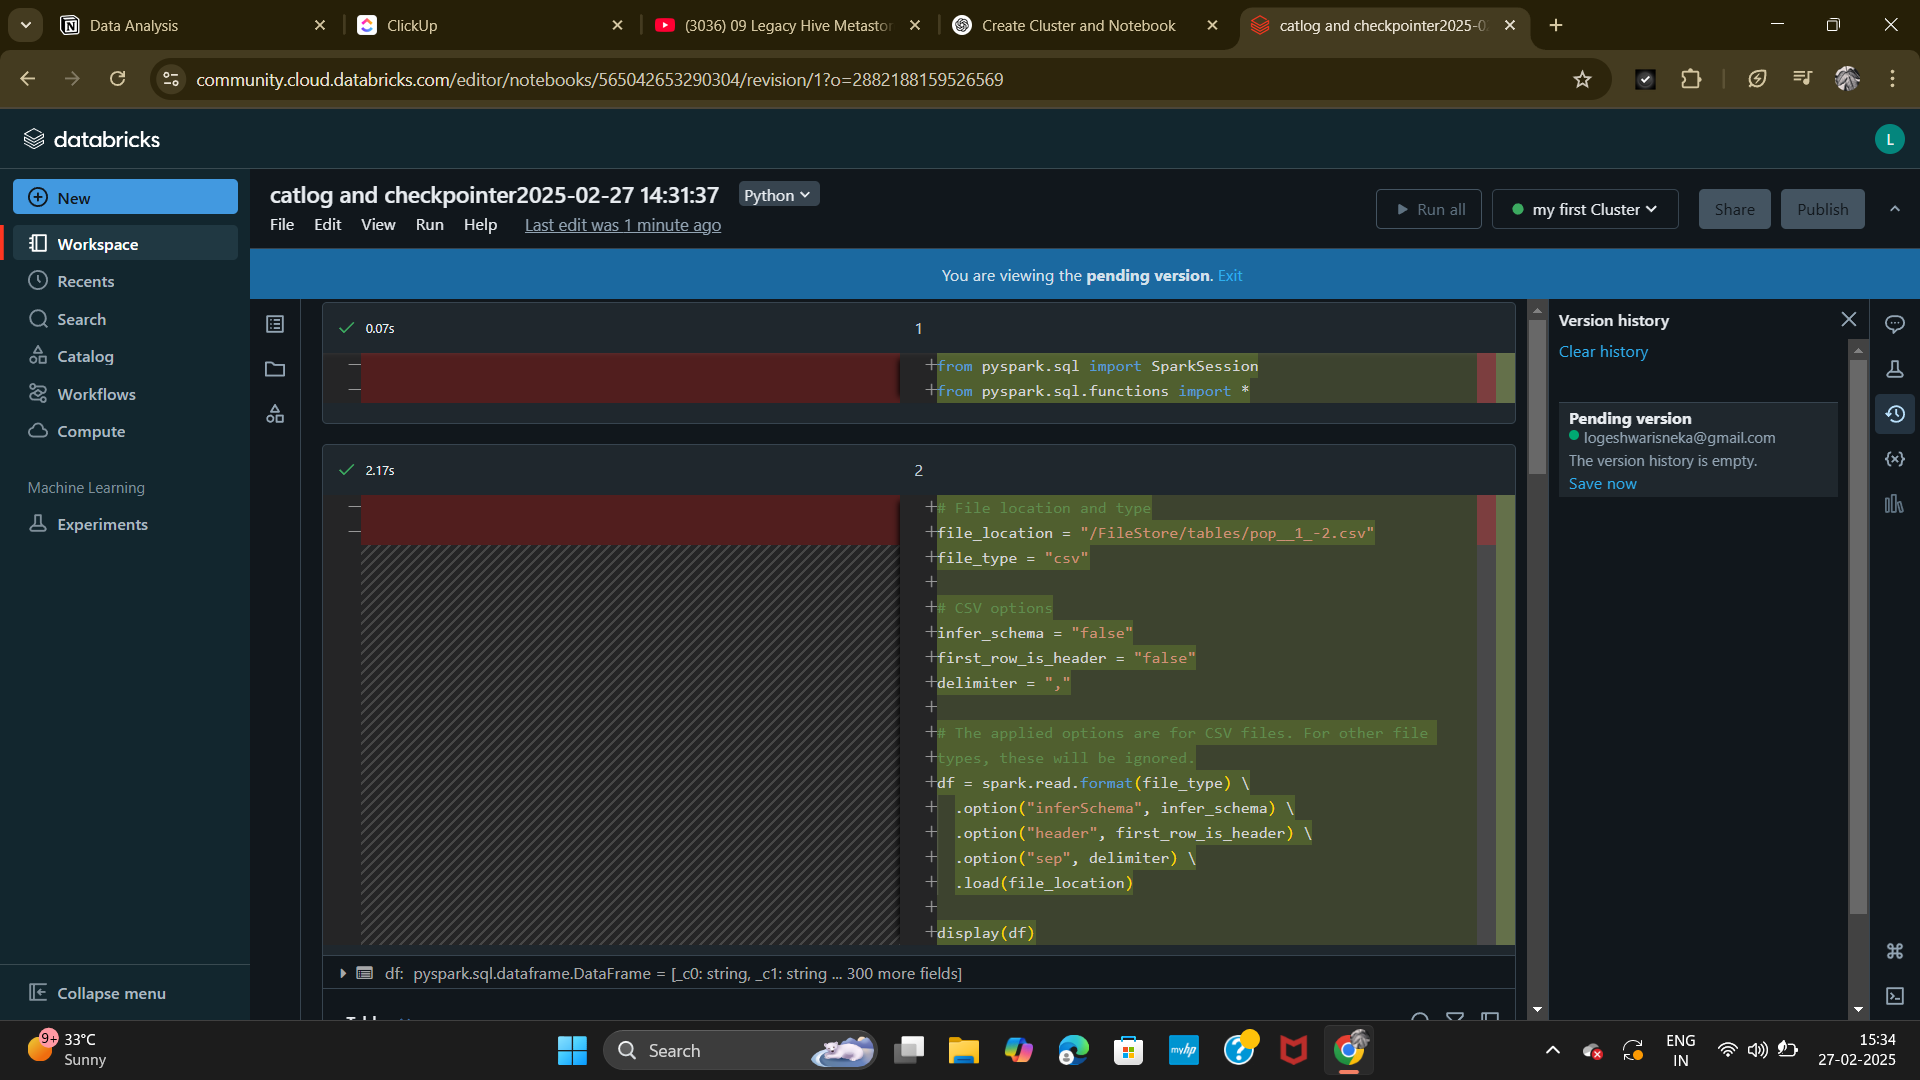 Data Analysis
ClickUp
(3036) 09 Legacy Hive Metastor
Create Cluster and Notebook
catlog and checkpointer2025-0
community.cloud.databricks.com/editor/notebooks/565042653290304/revision/1?o=2882188159526569
databricks
L
New
Workspace
Recents
Search
Catalog
Workflows
Compute
Machine Learning
Experiments
Collapse menu
catlog and checkpointer2025-02-27 14:31:37
Python
File Edit View Run Help Last edit was 1 minute ago
Run all
my first Cluster
Share
Publish
You are viewing the pending version. Exit
0.07s
1
+from pyspark.sql import SparkSession
+from pyspark.sql.functions import *
2.17s
2
+# File location and type
+file_location = "/FileStore/tables/pop__1_-2.csv"
+file_type = "csv"
+
+# CSV options
+infer_schema = "false"
+first_row_is_header = "false"
+delimiter = ","
+
+# The applied options are for CSV files. For other file
+types, these will be ignored.
+df = spark.read.format(file_type) \
+  .option("inferSchema", infer_schema) \
+  .option("header", first_row_is_header) \
+  .option("sep", delimiter) \
+  .load(file_location)
+
+display(df)
df: pyspark.sql.dataframe.DataFrame = [_c0: string, _c1: string ... 300 more fields]
Version history
Clear history
Pending version
logeshwarisneka@gmail.com
The version history is empty.
Save now
9+
33°C
Sunny
Search
myhp
ENG
IN
15:34
27-02-2025